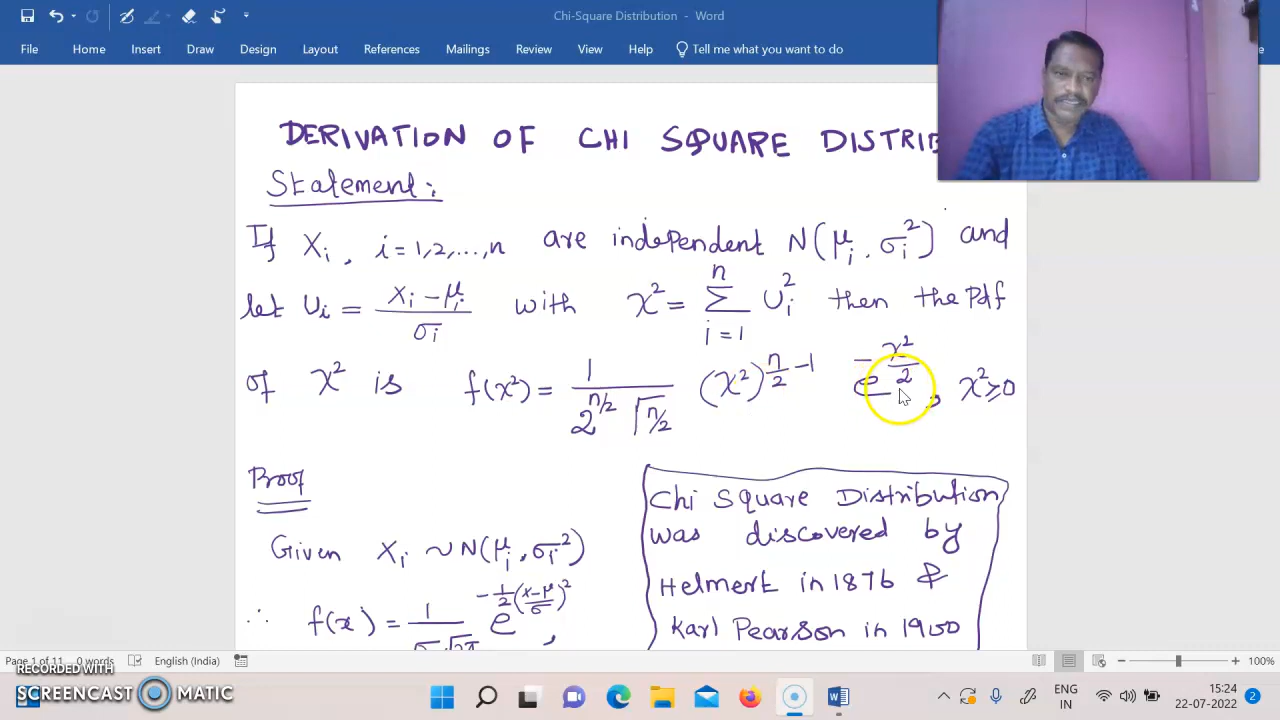 Chi-Square Distribution - Word
File Home Insert Draw Design Layout References Mailings Review View Help Tell me what you want to do
DERIVATION OF CHI SQUARE DISTRIB
Statement:
If Xi, i=1,2,...,n are independent N(μi, σi²) and
let Ui = (Xi-μi)/σi with χ² = Σ_{i=1}^{n} Ui² then the Pdf
of χ² is f(χ²) = 1/(2^{n/2} Γ(n/2)) (χ²)^{n/2 -1} e^{-χ²/2}, χ²≥0
Proof
Given Xi ~ N(μi, σi²)
∴ f(x) = 1/(σ√2π) e^{-1/2((x-μ)/σ)²},
Chi Square Distribution
was discovered by
Helmert in 1876 &
Karl Pearson in 1900
Page 1 of 11 0 words English (India) 100%
RECORDED WITH
SCREENCAST MATIC
ENG
IN
15:24
22-07-2022
2